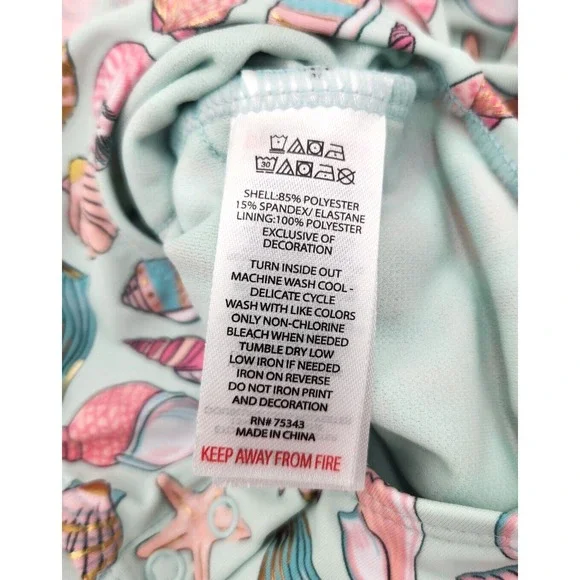 30
SHELL:85% POLYESTER
15% SPANDEX/ ELASTANE
LINING:100% POLYESTER
EXCLUSIVE OF
DECORATION
TURN INSIDE OUT
MACHINE WASH COOL -
DELICATE CYCLE
WASH WITH LIKE COLORS
ONLY NON-CHLORINE
BLEACH WHEN NEEDED
TUMBLE DRY LOW
LOW IRON IF NEEDED
IRON ON REVERSE
DO NOT IRON PRINT
AND DECORATION
RN# 75343
MADE IN CHINA
KEEP AWAY FROM FIRE